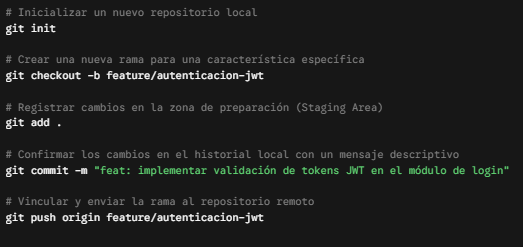 # Inicializar un nuevo repositorio local
git init
# Crear una nueva rama para una característica específica
git checkout -b feature/autenticacion-jwt
# Registrar cambios en la zona de preparación (Staging Area)
git add .
# Confirmar los cambios en el historial local con un mensaje descriptivo
git commit -m "feat: implementar validación de tokens JWT en el módulo de login"
# Vincular y enviar la rama al repositorio remoto
git push origin feature/autenticacion-jwt